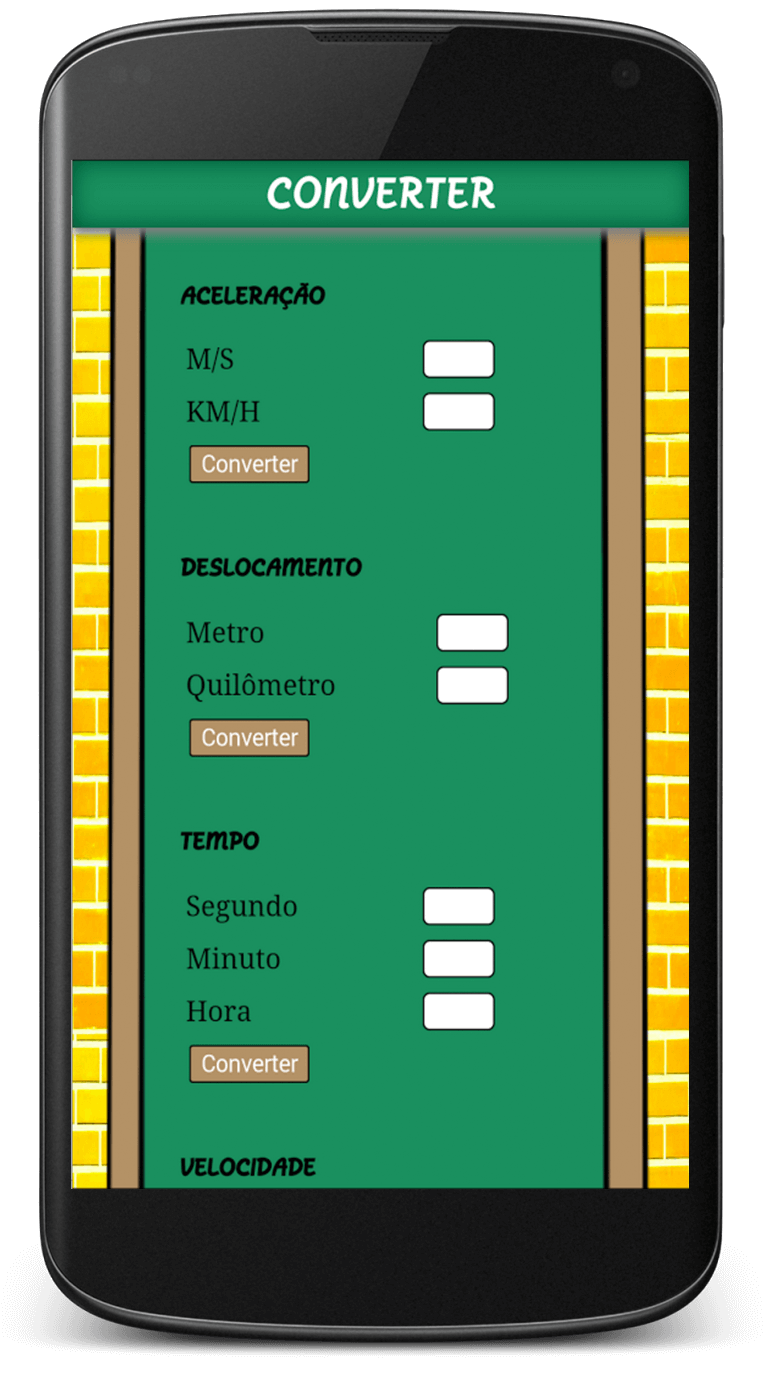 CONVERTER
ACELERAÇÃO
M/S
KM/H
Converter
DESLOCAMENTO
Metro
Quilômetro
Converter
TEMPO
Segundo
Minuto
Hora
Converter
VELOCIDADE